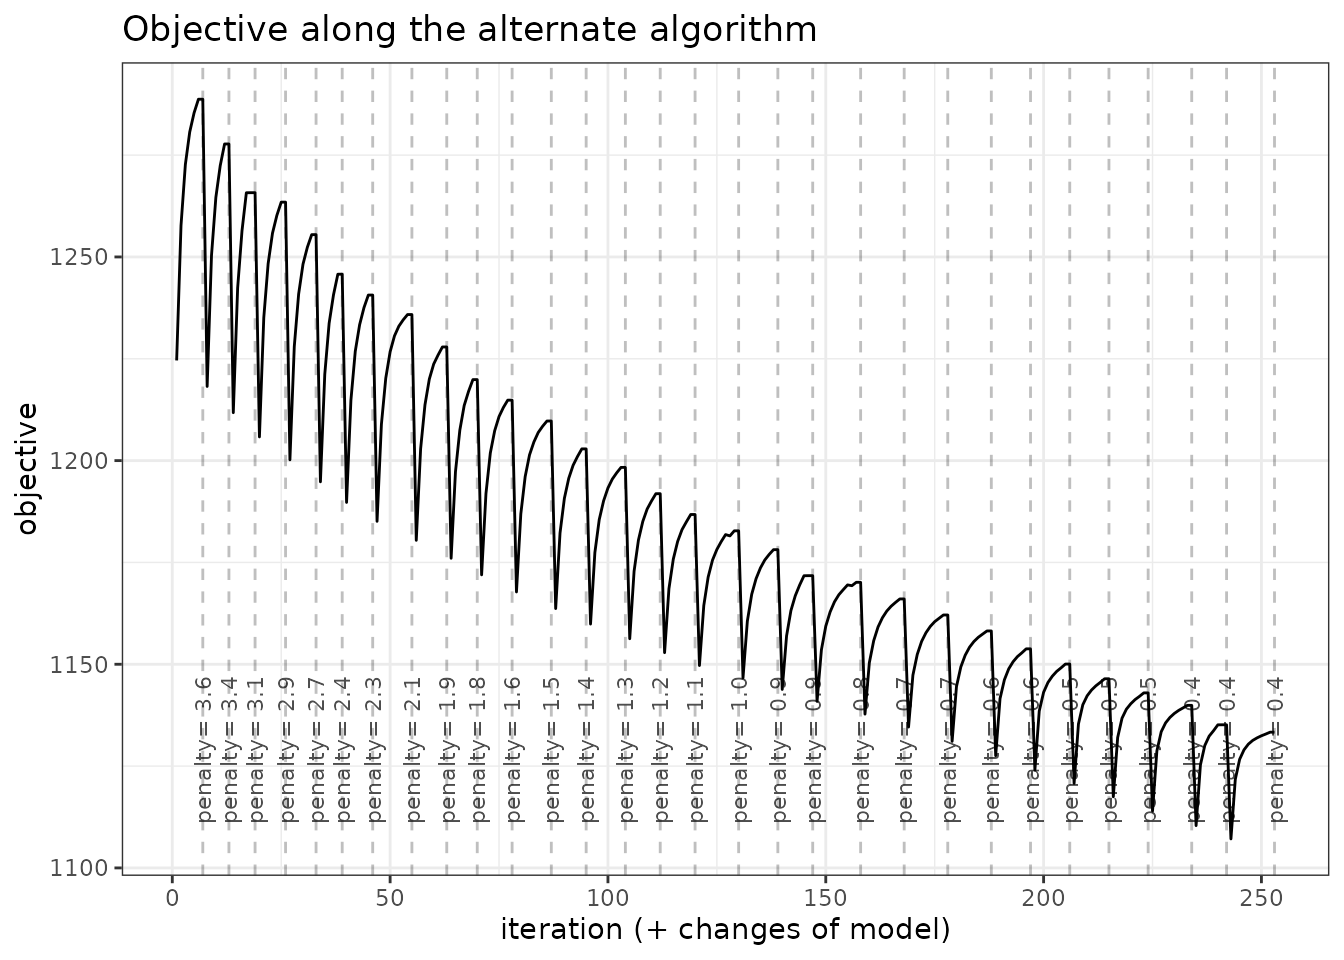 Objective along the alternate algorithm
objective
1250
1200
1150
1100
penalty= 3.6
penalty= 3.4
penalty= 3.1
penalty= 2.9
penalty= 2.7
penalty= 2.4
penalty= 2.3
penalty= 2.1
penalty= 1.9
penalty= 1.8
penalty= 1.6
penalty= 1.5
penalty= 1.4
penalty= 1.3
penalty= 1.2
penalty= 1.1
penalty= 1.0
penalty= 0.9
penalty= 0.9
penalty= 0.8
penalty= 0.7
penalty= 0.7
penalty= 0.6
penalty= 0.6
penalty= 0.5
penalty= 0.5
penalty= 0.5
penalty= 0.4
penalty= 0.4
penalty= 0.4
0
50
100
150
200
250
iteration (+ changes of model)